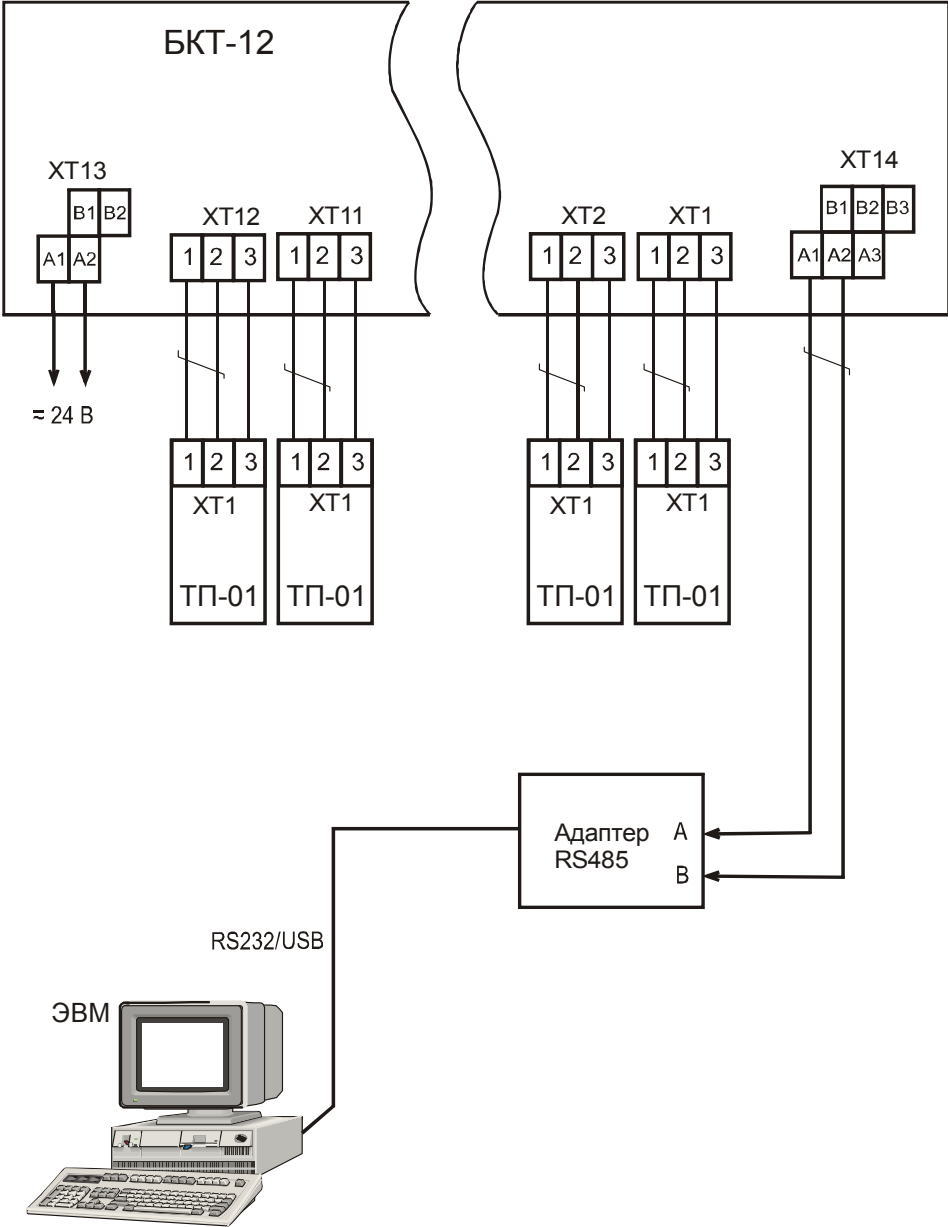 БКТ-12
XT13
B1 B2
A1 A2
XT12
1 2 3
XT11
1 2 3
XT2
1 2 3
XT1
1 2 3
XT14
B1 B2 B3
A1 A2 A3
≂ 24 В
1 2 3
XT1
ТП-01
1 2 3
XT1
ТП-01
1 2 3
XT1
ТП-01
1 2 3
XT1
ТП-01
Адаптер A
RS485
B
RS232/USB
ЭВМ